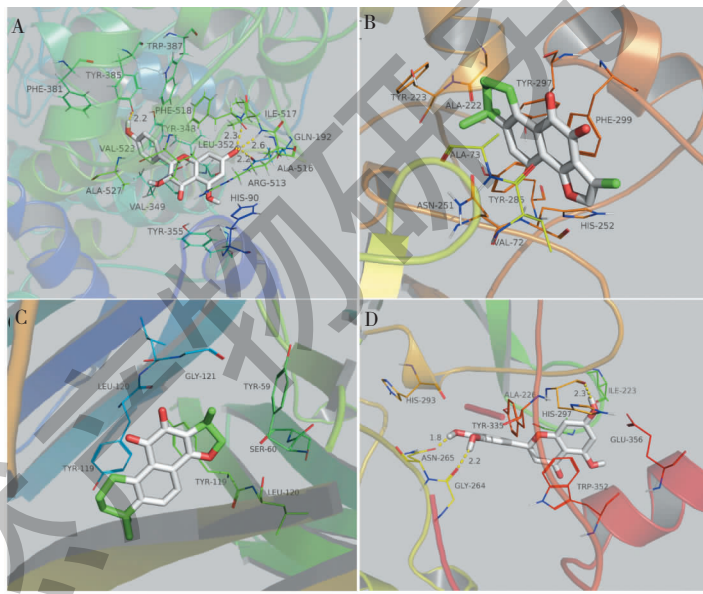 A
TRP-387
TYR-385
PHE-381
PHE-518
ILE-517
2.2
TYR-348
2.3
GLN-192
VAL-523
LEU-352
2.6
2.2
ALA-516
ALA-527
ARG-513
VAL-349
HIS-90
TYR-355
B
TYR-297
TYR-223
ALA-222
PHE-299
ALA-73
TYR-285
ASN-251
HIS-252
VAL-72
C
LEU-120
GLY-121
TYR-59
SER-60
TYR-119
TYR-119
LEU-120
D
2.3
ILE-223
HIS-293
ALA-226
HIS-297
TYR-335
1.8
GLU-356
ASN-265
2.2
TRP-352
GLY-264